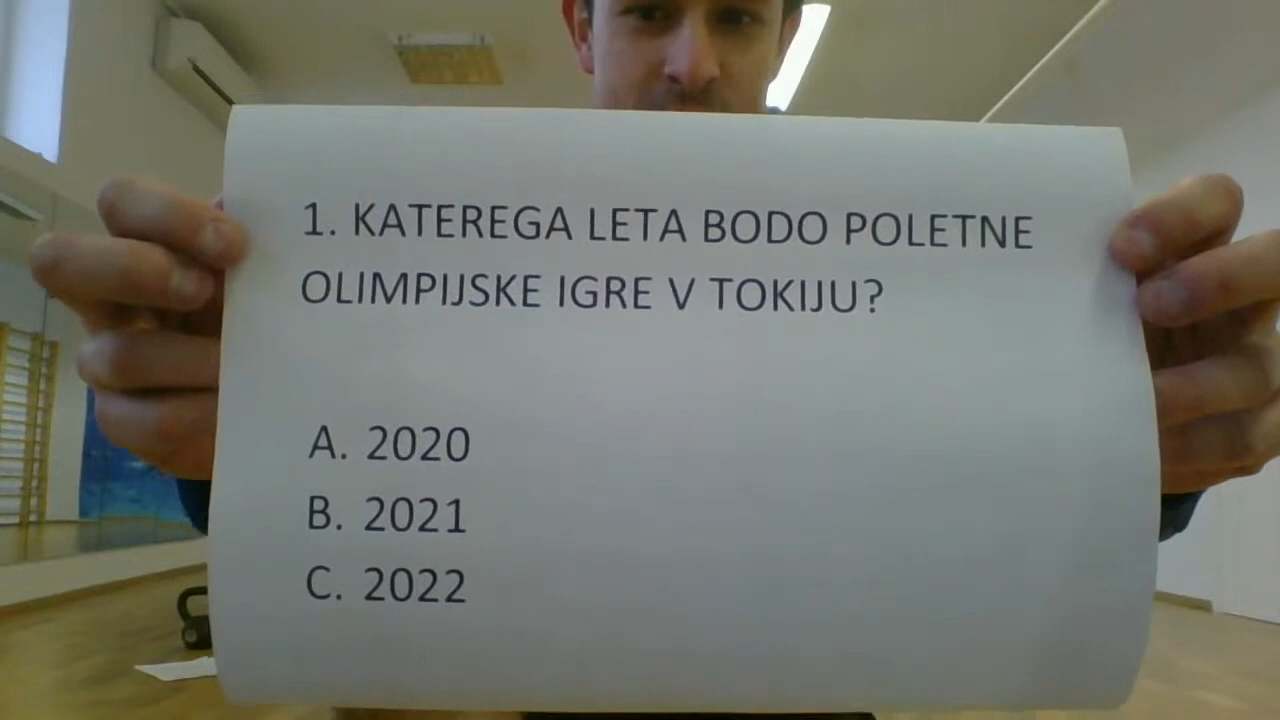 1. KATEREGA LETA BODO POLETNE
OLIMPIJSKE IGRE V TOKIJU?
A. 2020
B. 2021
C. 2022